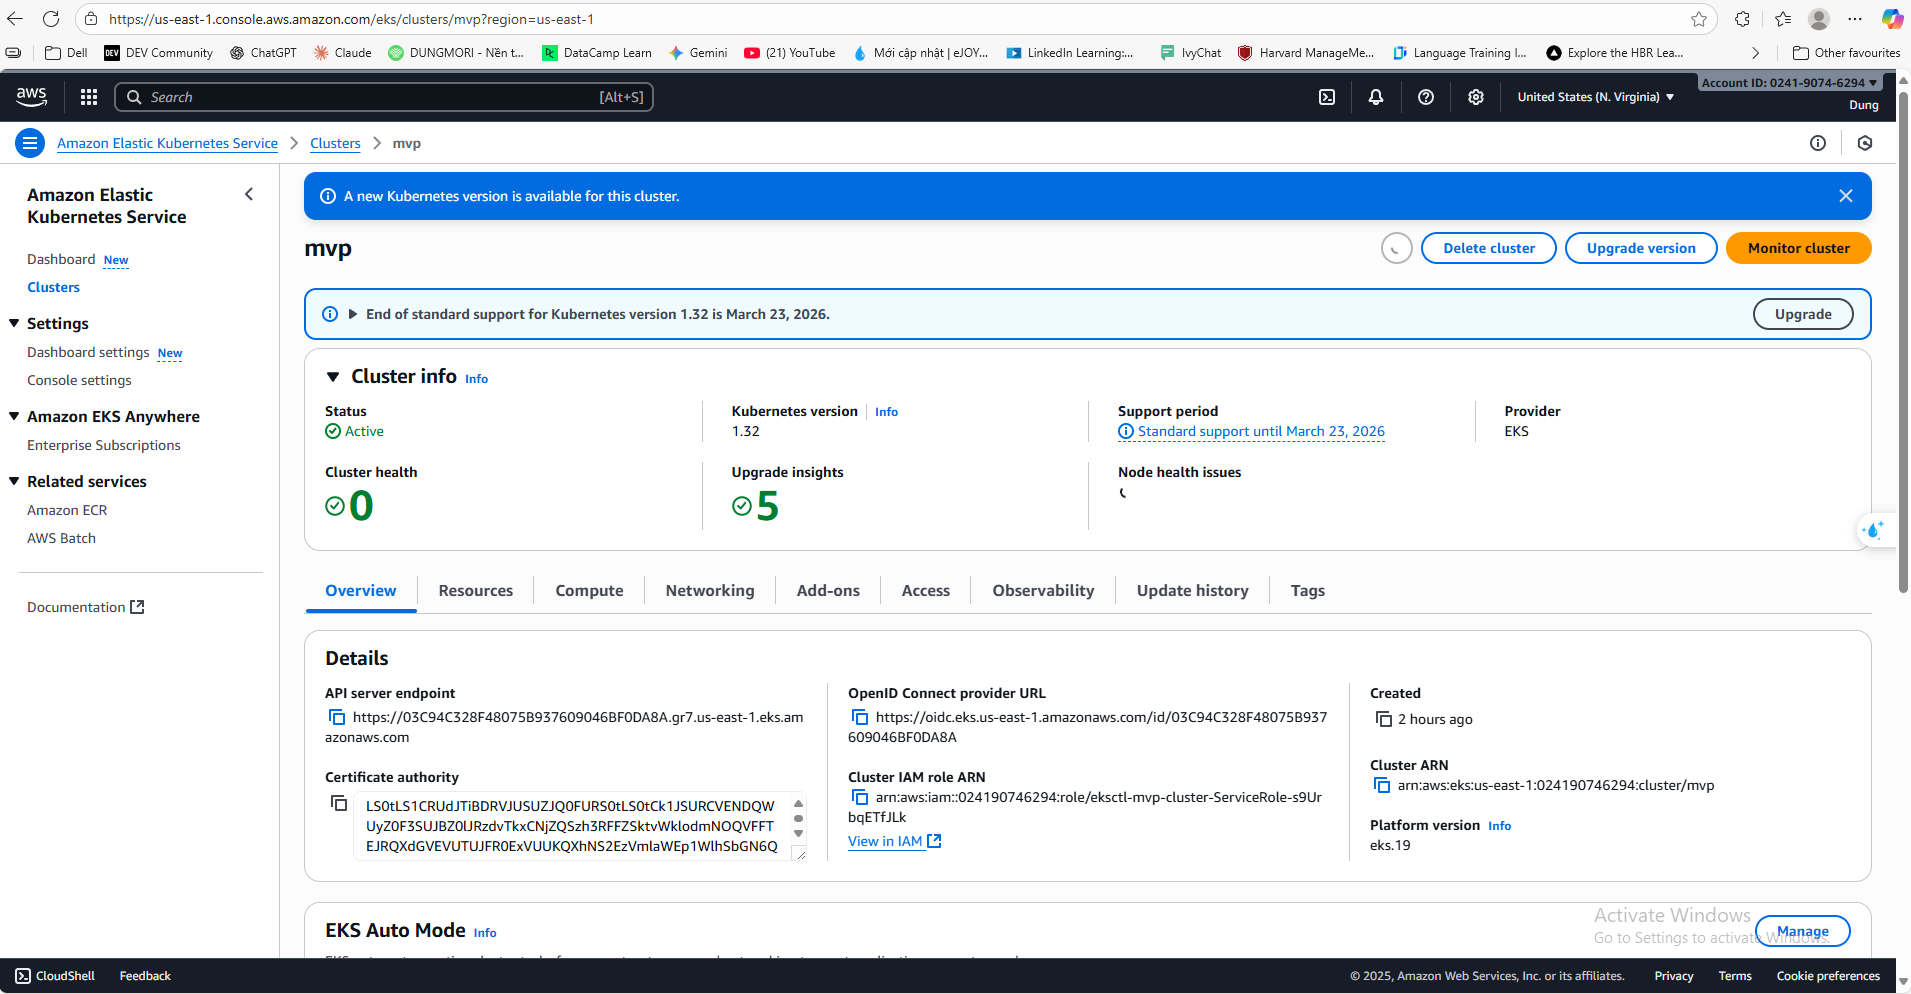 https://us-east-1.console.aws.amazon.com/eks/clusters/mvp?region=us-east-1
Dell
DEV Community
ChatGPT
Claude
DUNGMORI - Nền t...
DataCamp Learn
Gemini
(21) YouTube
Mới cập nhật | eJOY...
LinkedIn Learning:...
IvyChat
Harvard ManageMe...
Language Training I...
Explore the HBR Lea...
Other favourites
aws
Search
[Alt+S]
United States (N. Virginia)
Account ID: 0241-9074-6294
Dung
Amazon Elastic Kubernetes Service
Clusters
mvp
Amazon Elastic
Kubernetes Service
Dashboard New
Clusters
Settings
Dashboard settings New
Console settings
Amazon EKS Anywhere
Enterprise Subscriptions
Related services
Amazon ECR
AWS Batch
Documentation
A new Kubernetes version is available for this cluster.
mvp
Delete cluster
Upgrade version
Monitor cluster
End of standard support for Kubernetes version 1.32 is March 23, 2026.
Upgrade
Cluster info Info
Status
Active
Kubernetes version Info
1.32
Support period
Standard support until March 23, 2026
Provider
EKS
Cluster health
0
Upgrade insights
5
Node health issues
Overview
Resources
Compute
Networking
Add-ons
Access
Observability
Update history
Tags
Details
API server endpoint
https://03C94C328F48075B937609046BF0DA8A.gr7.us-east-1.eks.am
azonaws.com
Certificate authority
LS0tLS1CRUdJTiBDRVJUSUZJQ0FURS0tLS0tCk1JSURCVENDQW
UyZ0F3SUJBZ0lJRzdvTkxCNjZQSzh3RFFZSktvWklodmNOQVFFT
EJRQXdGVEVUTUJFR0ExVUUKQXhNS2EzVmlaWEp1WlhSbGN6Q
OpenID Connect provider URL
https://oidc.eks.us-east-1.amazonaws.com/id/03C94C328F48075B937
609046BF0DA8A
Cluster IAM role ARN
arn:aws:iam::024190746294:role/eksctl-mvp-cluster-ServiceRole-s9Ur
bqETfJLk
View in IAM
Created
2 hours ago
Cluster ARN
arn:aws:eks:us-east-1:024190746294:cluster/mvp
Platform version Info
eks.19
EKS Auto Mode Info
Manage
Activate Windows
Go to Settings to activate Windows.
CloudShell
Feedback
© 2025, Amazon Web Services, Inc. or its affiliates.
Privacy
Terms
Cookie preferences